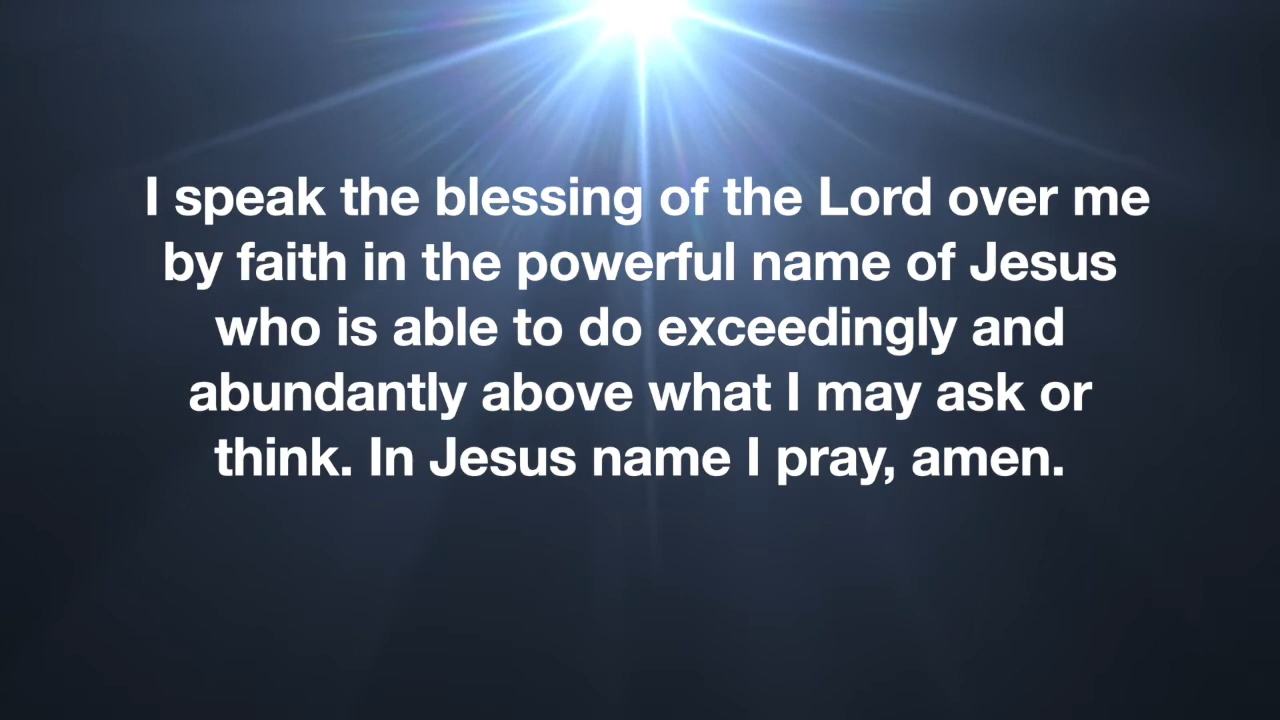 I speak the blessing of the Lord over me
by faith in the powerful name of Jesus
who is able to do exceedingly and
abundantly above what I may ask or
think. In Jesus name I pray, amen.